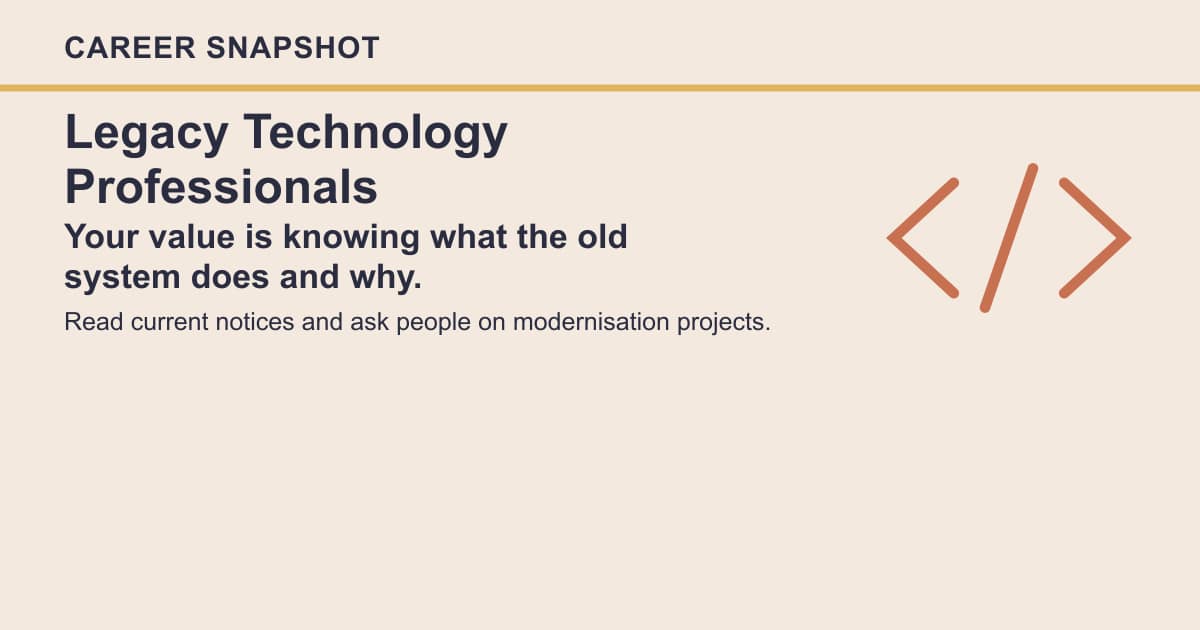 CAREER SNAPSHOT
Legacy Technology
Professionals
Your value is knowing what the old
system does and why.
Read current notices and ask people on modernisation projects.